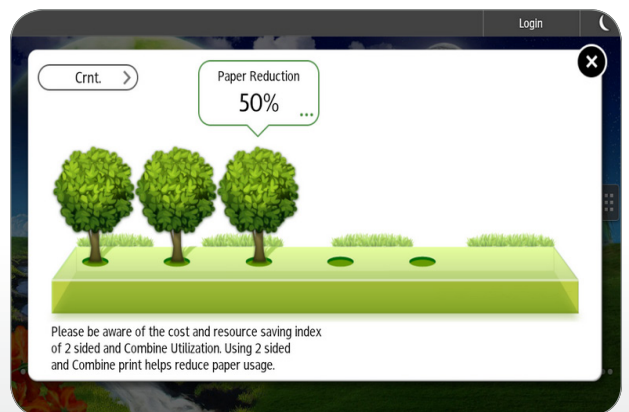 Login
Crnt.
Paper Reduction
50%
...
Please be aware of the cost and resource saving index
of 2 sided and Combine Utilization. Using 2 sided
and Combine print helps reduce paper usage.